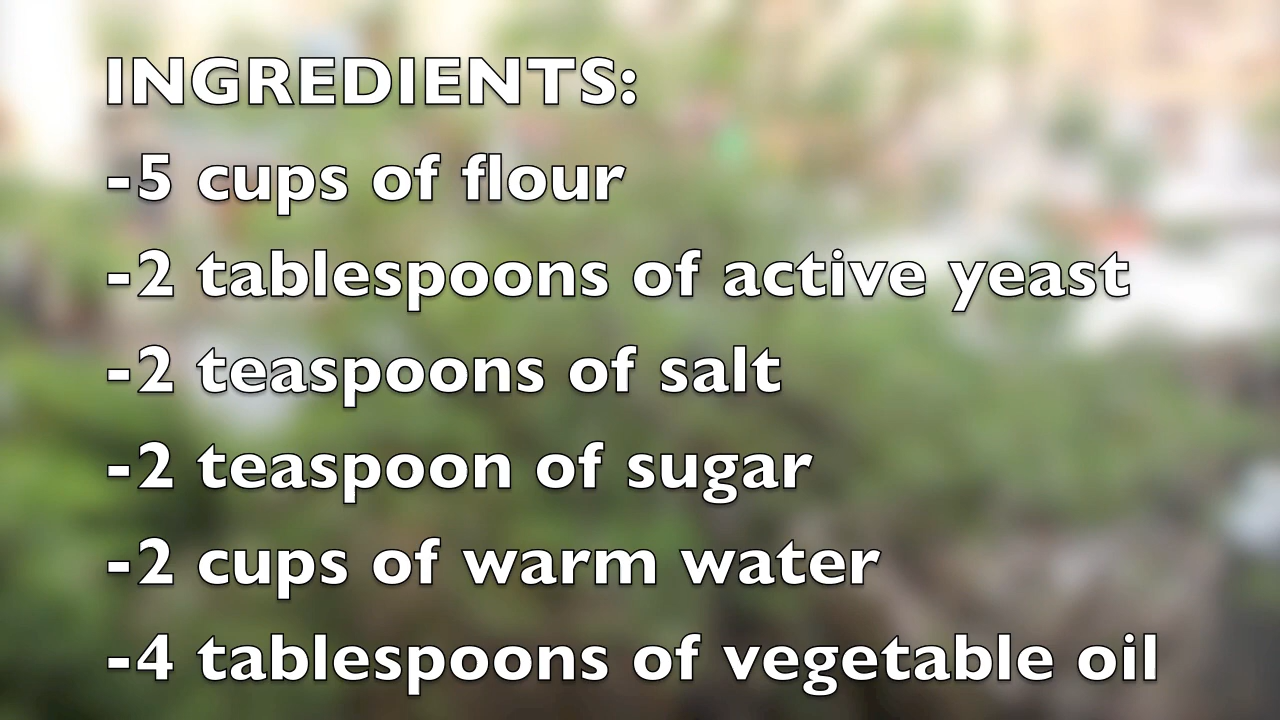 INGREDIENTS:
-5 cups of flour
-2 tablespoons of active yeast
-2 teaspoons of salt
-2 teaspoon of sugar
-2 cups of warm water
-4 tablespoons of vegetable oil